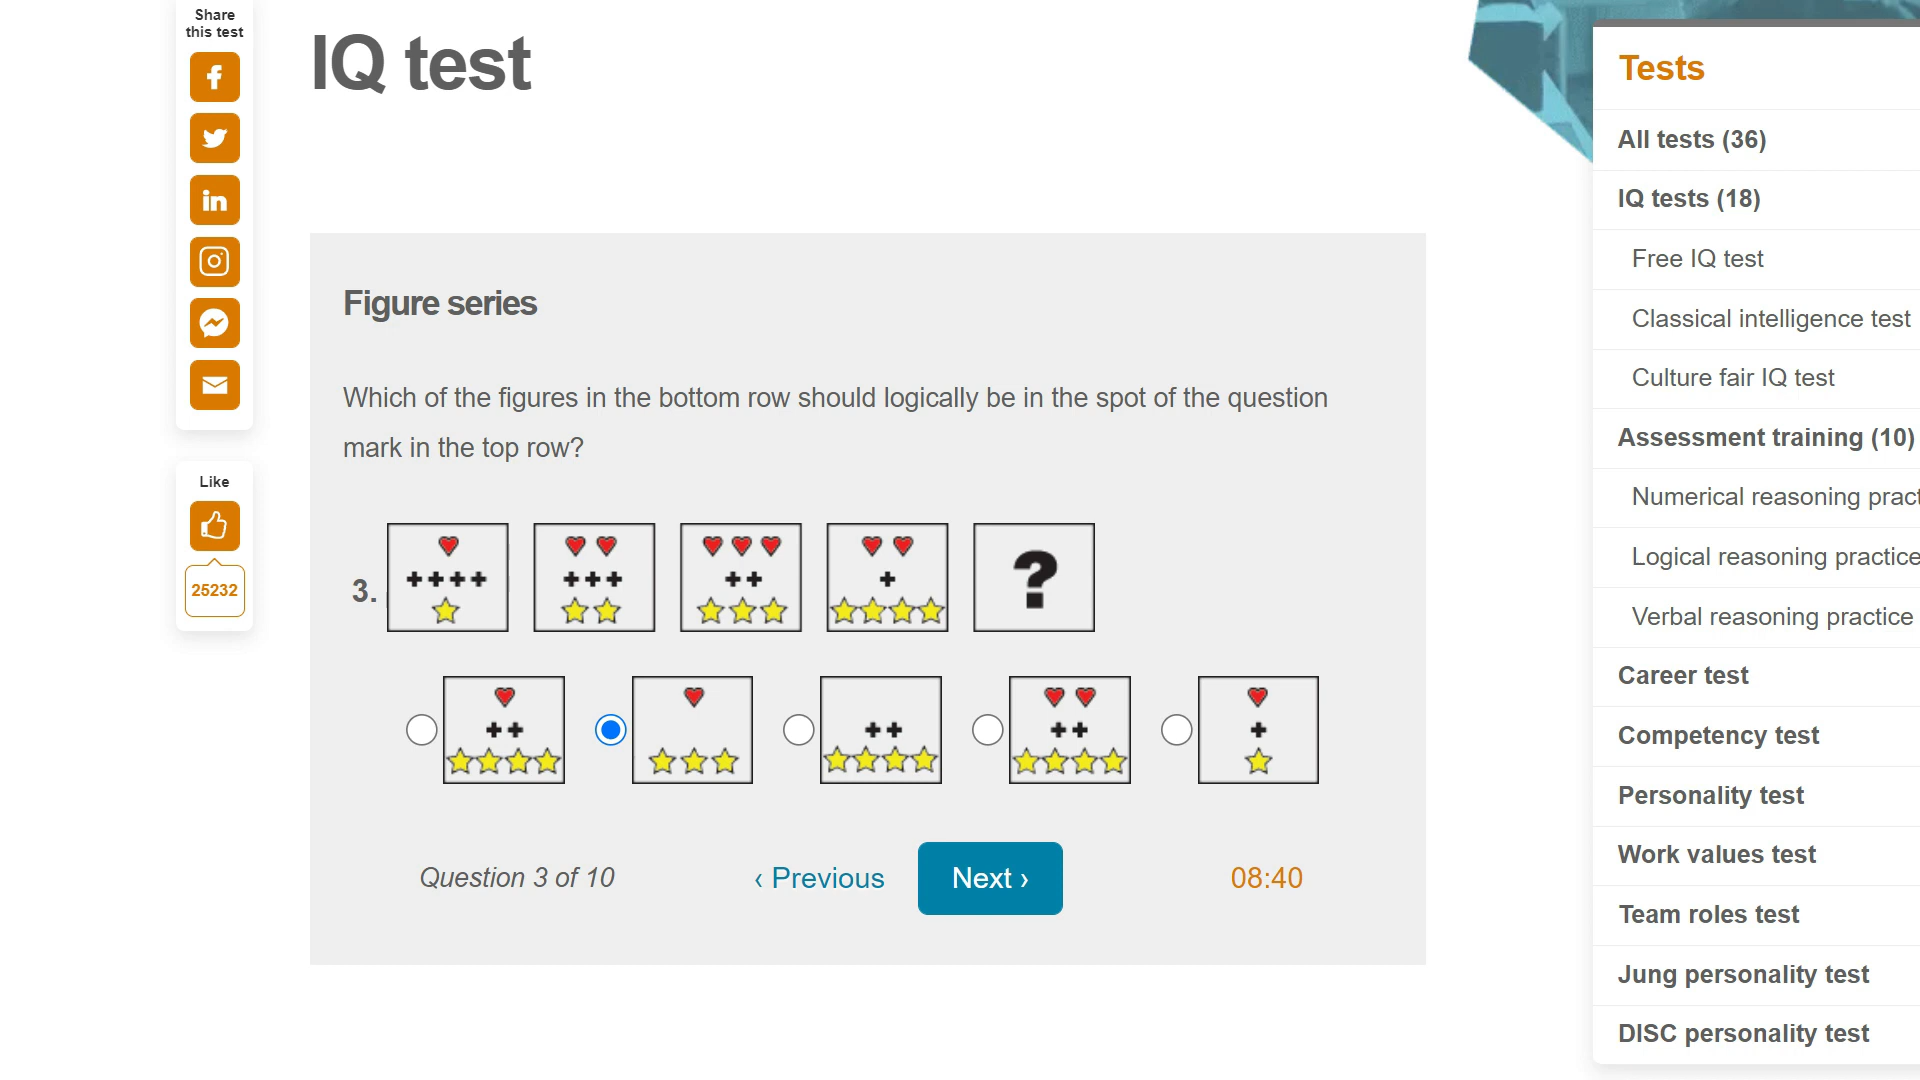 Share
this test
Like
25232
IQ test
Figure series
Which of the figures in the bottom row should logically be in the spot of the question
mark in the top row?
3.
?
Question 3 of 10
‹ Previous
Next ›
08:40
Tests
All tests (36)
IQ tests (18)
Free IQ test
Classical intelligence test
Culture fair IQ test
Assessment training (10)
Numerical reasoning pract
Logical reasoning practice
Verbal reasoning practice
Career test
Competency test
Personality test
Work values test
Team roles test
Jung personality test
DISC personality test